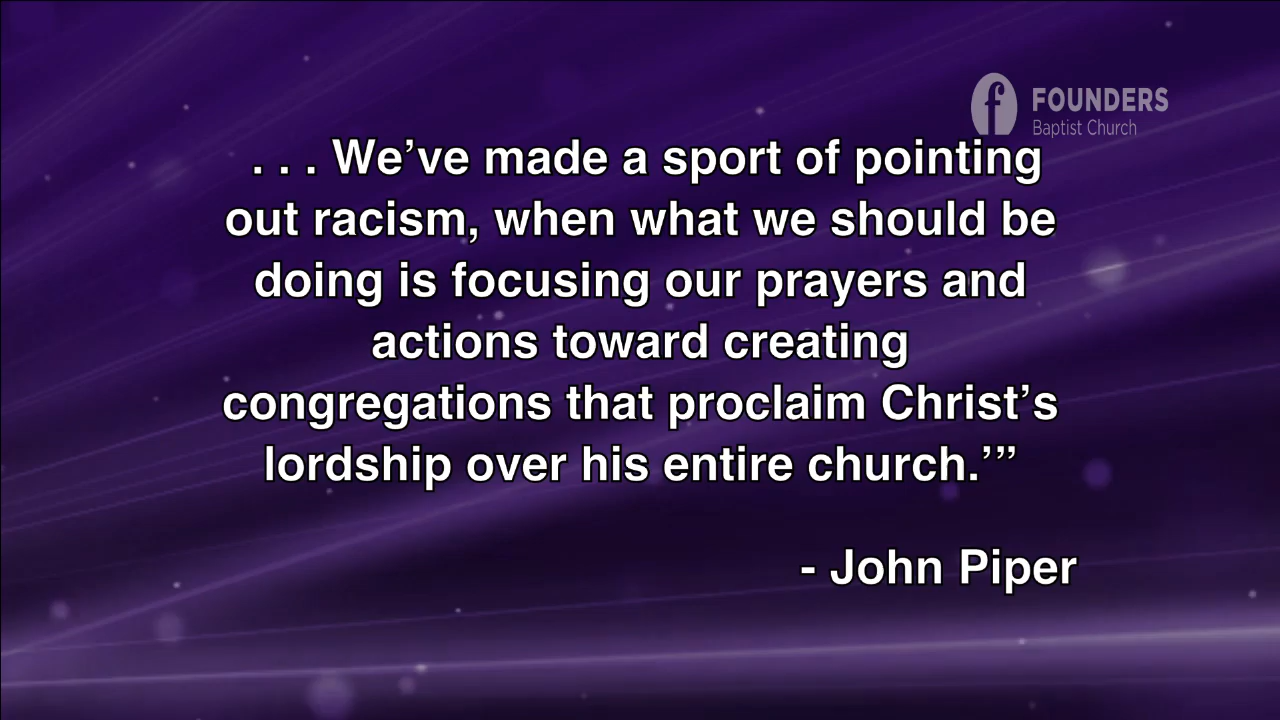 FOUNDERS
Baptist Church
. . . We’ve made a sport of pointing
out racism, when what we should be
doing is focusing our prayers and
actions toward creating
congregations that proclaim Christ’s
lordship over his entire church.’”
- John Piper